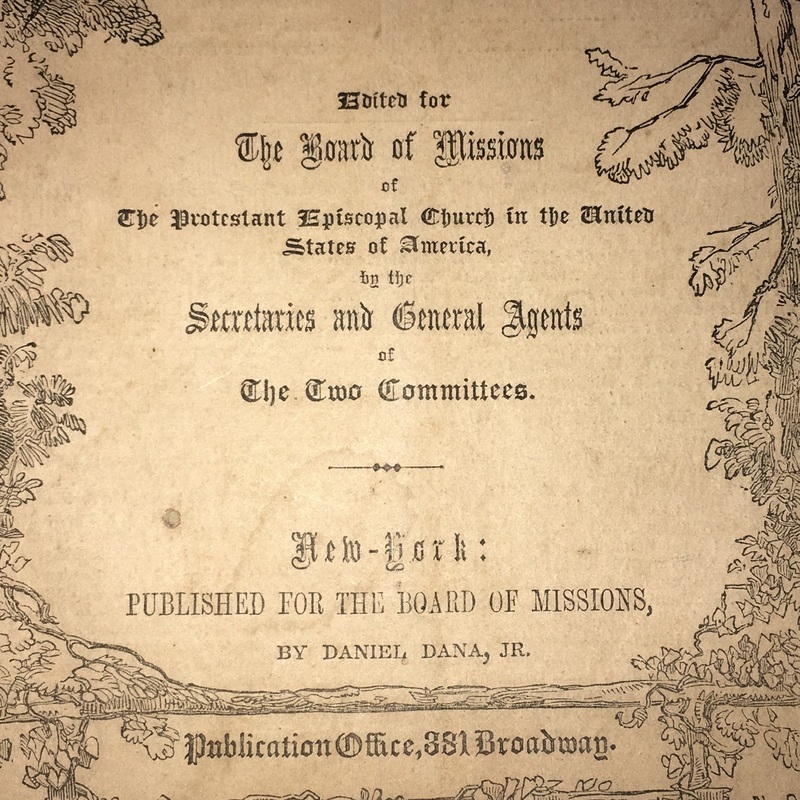 Edited for
The Board of Missions
of
The Protestant Episcopal Church in the United
States of America,
by the
Secretaries and General Agents
of
The Two Committees.
New-York:
PUBLISHED FOR THE BOARD OF MISSIONS,
BY DANIEL DANA, JR.
Publication Office, 381 Broadway.